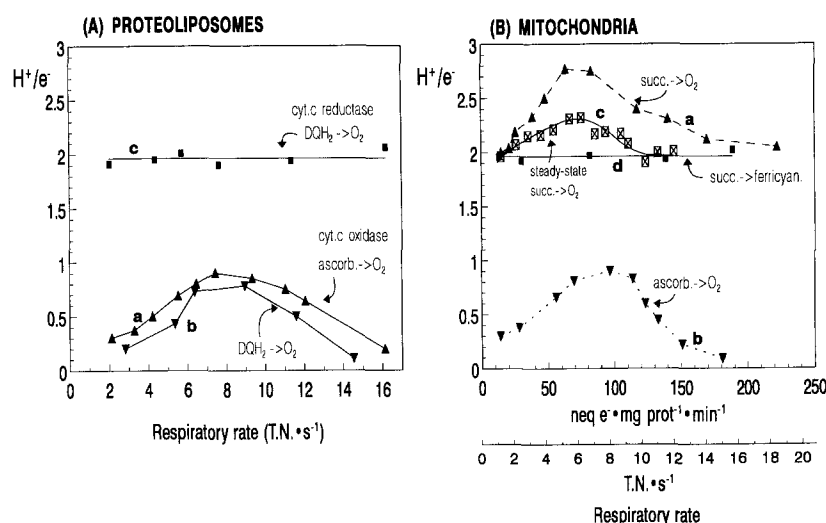 (A) PROTEOLIPOSOMES
H⁺/e⁻
3
2.5
2
1.5
1
0.5
0
cyt.c reductase
DQH₂->O₂
c
cyt.c oxidase
ascorb.->O₂
a
b
DQH₂->O₂
0 2 4 6 8 10 12 14 16
Respiratory rate (T.N.•s⁻¹)
(B) MITOCHONDRIA
H⁺/e⁻
3
2.5
2
1.5
1
0.5
0
succ.->O₂
a
c
steady-state
succ.->O₂
d
succ.->ferricyan.
ascorb.->O₂
b
0 50 100 150 200 250
neq e⁻•mg prot⁻¹•min⁻¹
0 2 4 6 8 10 12 14 16 18 20
T.N.•s⁻¹
Respiratory rate